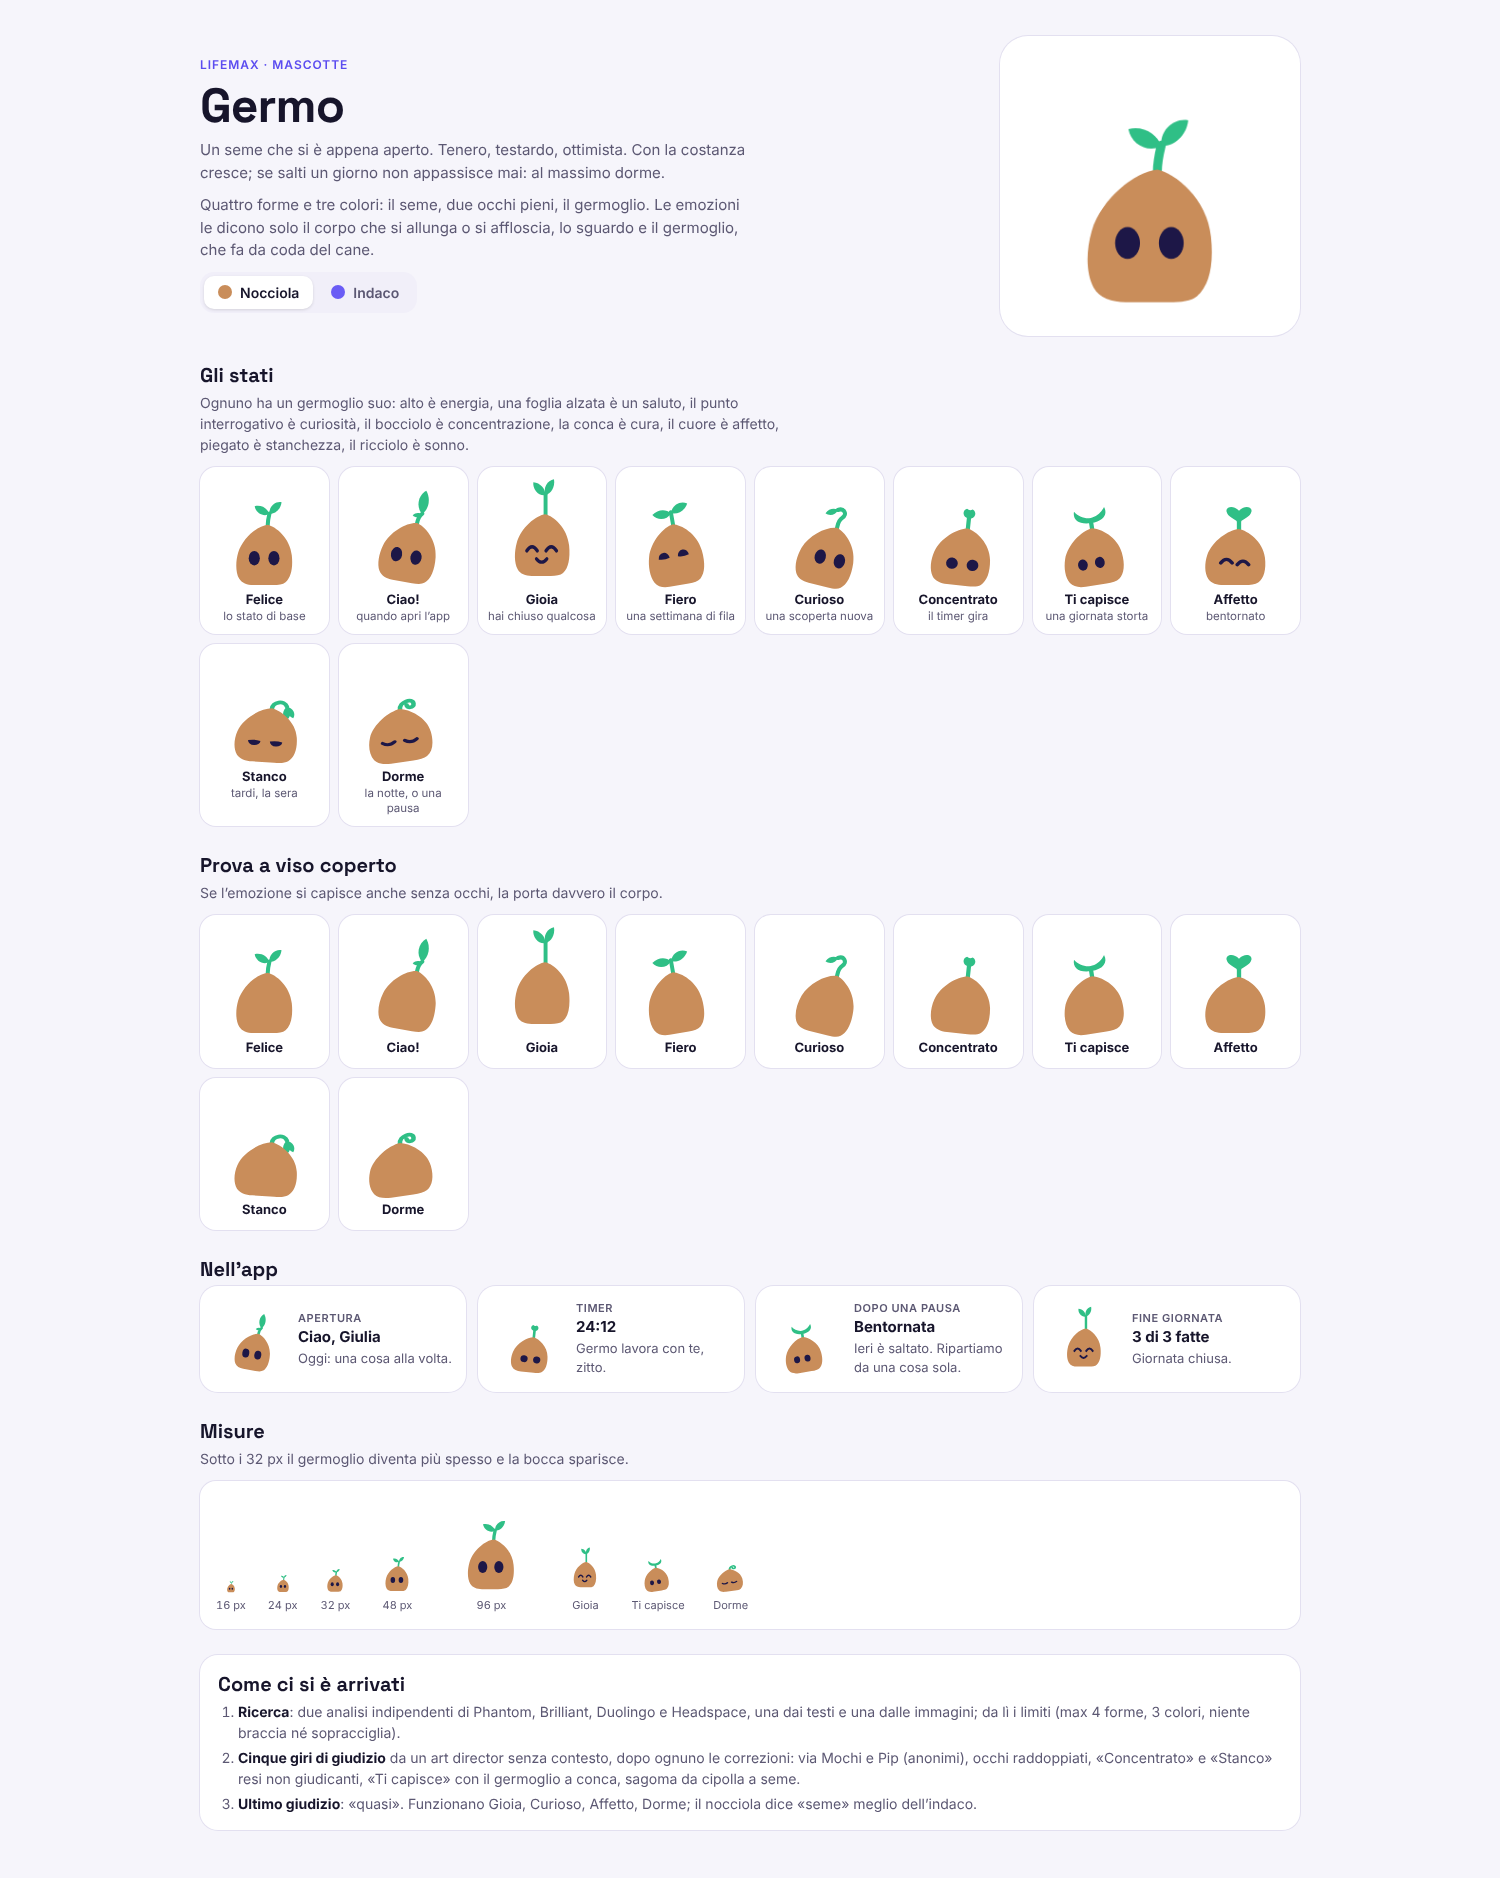 LIFEMAX · MASCOTTE
Germo
Un seme che si è appena aperto. Tenero, testardo, ottimista. Con la costanza
cresce; se salti un giorno non appassisce mai: al massimo dorme.
Quattro forme e tre colori: il seme, due occhi pieni, il germoglio. Le emozioni
le dicono solo il corpo che si allunga o si affloscia, lo sguardo e il germoglio,
che fa da coda del cane.
Nocciola
Indaco
Gli stati
Ognuno ha un germoglio suo: alto è energia, una foglia alzata è un saluto, il punto
interrogativo è curiosità, il bocciolo è concentrazione, la conca è cura, il cuore è affetto,
piegato è stanchezza, il ricciolo è sonno.
Felice
lo stato di base
Ciao!
quando apri l’app
Gioia
hai chiuso qualcosa
Fiero
una settimana di fila
Curioso
una scoperta nuova
Concentrato
il timer gira
Ti capisce
una giornata storta
Affetto
bentornato
Stanco
tardi, la sera
Dorme
la notte, o una
pausa
Prova a viso coperto
Se l’emozione si capisce anche senza occhi, la porta davvero il corpo.
Felice
Ciao!
Gioia
Fiero
Curioso
Concentrato
Ti capisce
Affetto
Stanco
Dorme
Nell’app
APERTURA
Ciao, Giulia
Oggi: una cosa alla volta.
TIMER
24:12
Germo lavora con te,
zitto.
DOPO UNA PAUSA
Bentornata
Ieri è saltato. Ripartiamo
da una cosa sola.
FINE GIORNATA
3 di 3 fatte
Giornata chiusa.
Misure
Sotto i 32 px il germoglio diventa più spesso e la bocca sparisce.
16 px
24 px
32 px
48 px
96 px
Gioia
Ti capisce
Dorme
Come ci si è arrivati
1. Ricerca: due analisi indipendenti di Phantom, Brilliant, Duolingo e Headspace, una dai testi e una dalle immagini; da lì i limiti (max 4 forme, 3 colori, niente
braccia né sopracciglia).
2. Cinque giri di giudizio da un art director senza contesto, dopo ognuno le correzioni: via Mochi e Pip (anonimi), occhi raddoppiati, «Concentrato» e «Stanco»
resi non giudicanti, «Ti capisce» con il germoglio a conca, sagoma da cipolla a seme.
3. Ultimo giudizio: «quasi». Funzionano Gioia, Curioso, Affetto, Dorme; il nocciola dice «seme» meglio dell’indaco.